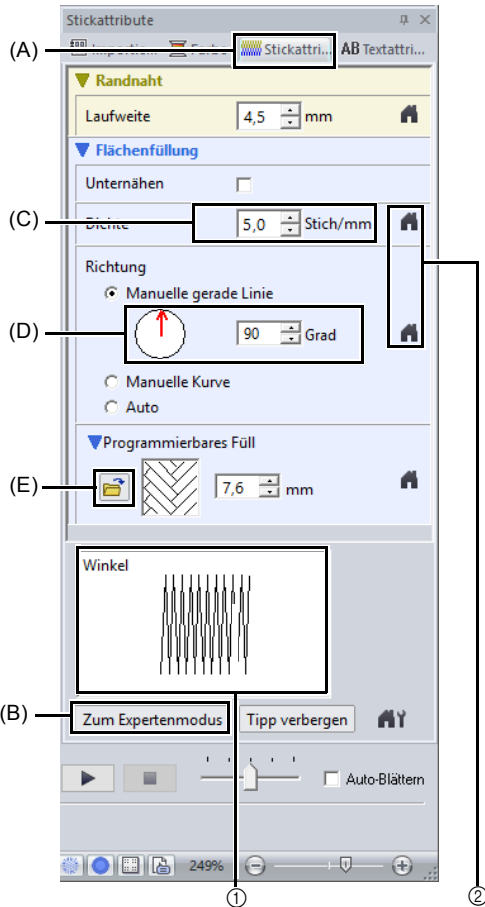 Stickattribute
(A)
Stickattri... AB Textattri...
Randnaht
Laufweite 4,5 mm
Flächenfüllung
Unternähen
(C) Dichte 5,0 Stich/mm
Richtung
Manuelle gerade Linie
(D) 90 Grad
Manuelle Kurve
Auto
Programmierbares Füll
(E) 7,6 mm
Winkel
(B) Zum Expertenmodus Tipp verbergen
Auto-Blättern
249%
① ②